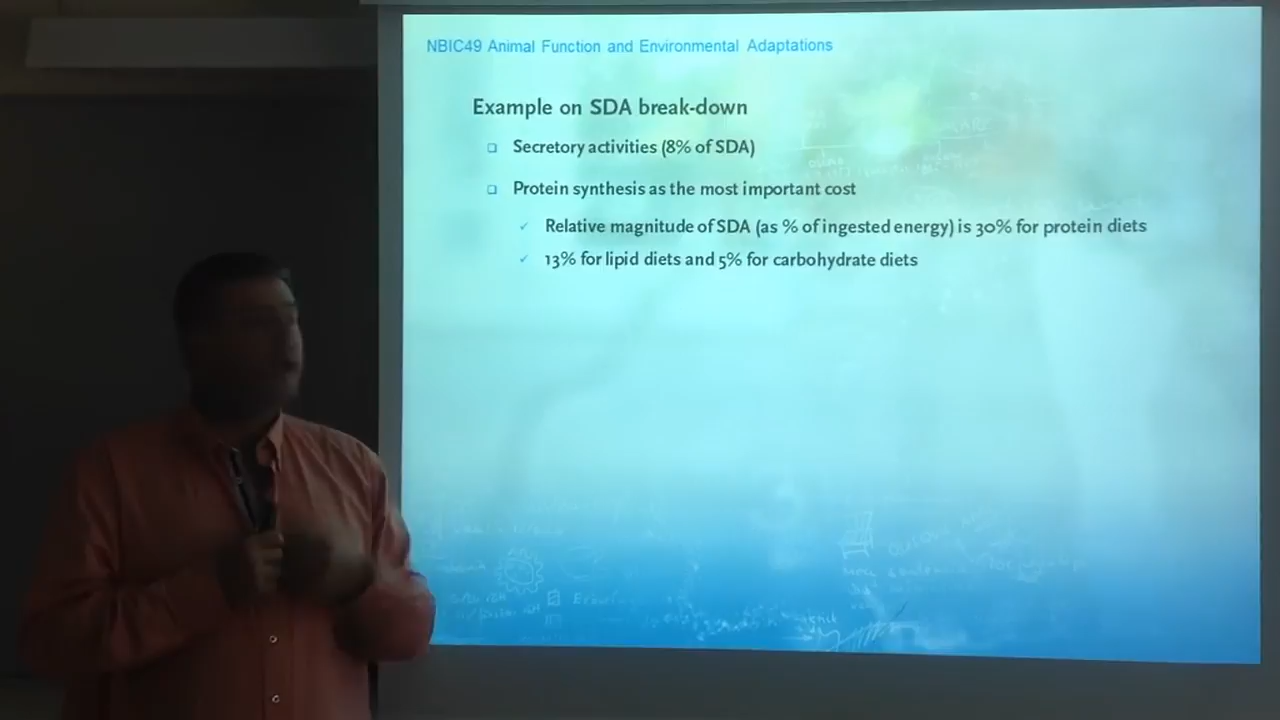 NBIC49 Animal Function and Environmental Adaptations
Example on SDA break-down
Secretory activities (8% of SDA)
Protein synthesis as the most important cost
Relative magnitude of SDA (as % of ingested energy) is 30% for protein diets
13% for lipid diets and 5% for carbohydrate diets